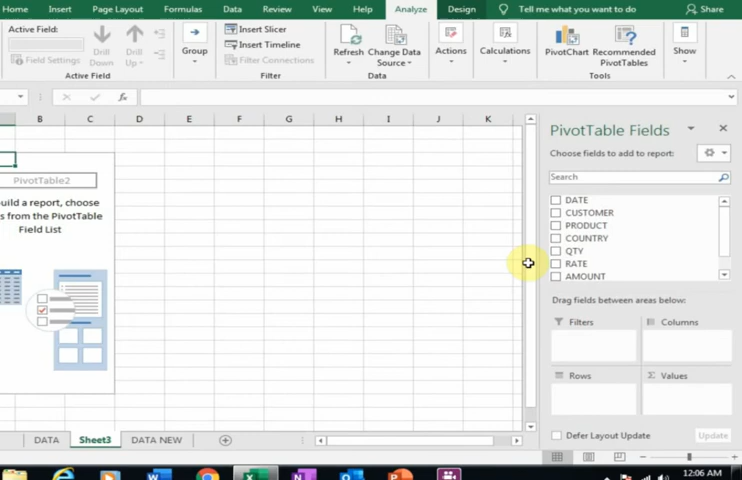 Home Insert Page Layout Formulas Data Review View Help Analyze Design Tell me what you want to do Share
Active Field:
Field Settings
Drill Down
Drill Up
Active Field
Group
Insert Slicer
Insert Timeline
Filter Connections
Filter
Refresh
Change Data Source
Data
Actions
Calculations
PivotChart
Recommended PivotTables
Tools
Show
fx
B C D E F G H I J K
PivotTable2
build a report, choose
s from the PivotTable
Field List
PivotTable Fields
Choose fields to add to report:
Search
DATE
CUSTOMER
PRODUCT
COUNTRY
QTY
RATE
AMOUNT
Drag fields between areas below:
Filters
Columns
Rows
Σ Values
Defer Layout Update
Update
DATA Sheet3 DATA NEW
12:06 AM